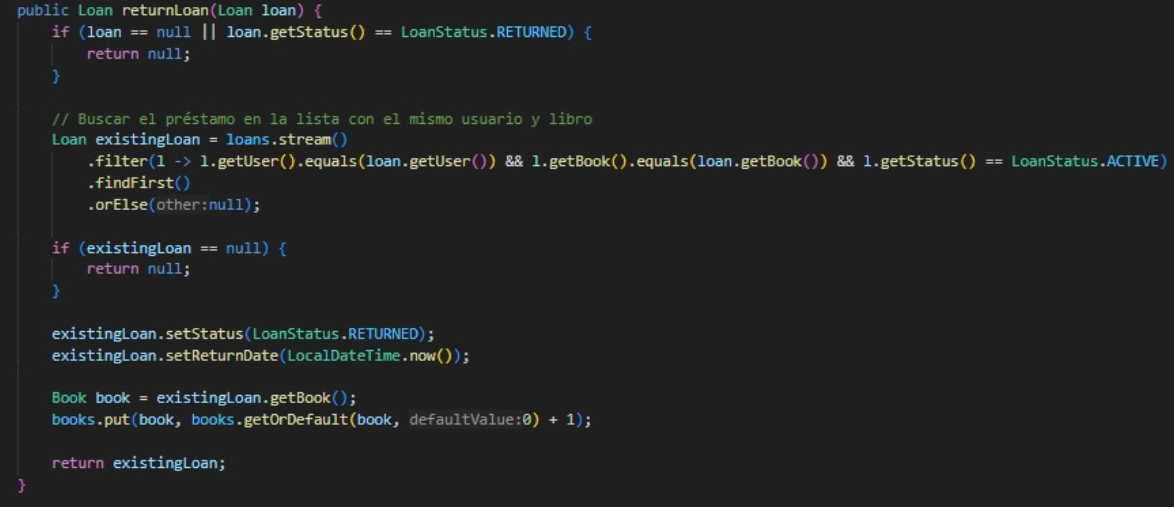 public Loan returnLoan(Loan loan) {
    if (loan == null || loan.getStatus() == LoanStatus.RETURNED) {
        return null;
    }

    // Buscar el préstamo en la lista con el mismo usuario y libro
    Loan existingLoan = loans.stream()
        .filter(l -> l.getUser().equals(loan.getUser()) && l.getBook().equals(loan.getBook()) && l.getStatus() == LoanStatus.ACTIVE)
        .findFirst()
        .orElse(other:null);

    if (existingLoan == null) {
        return null;
    }

    existingLoan.setStatus(LoanStatus.RETURNED);
    existingLoan.setReturnDate(LocalDateTime.now());

    Book book = existingLoan.getBook();
    books.put(book, books.getOrDefault(book, defaultValue:0) + 1);

    return existingLoan;
}